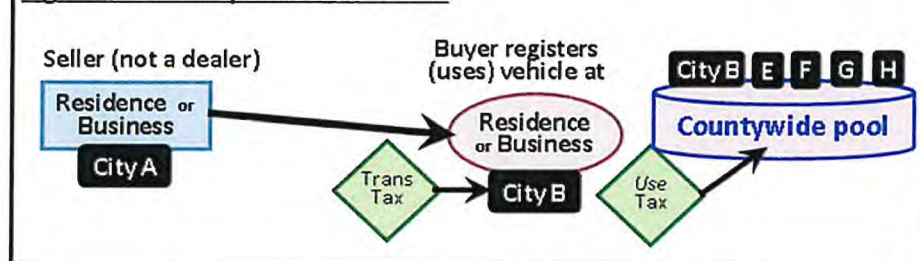 Seller (not a dealer)
Residence or
Business
City A
Buyer registers
(uses) vehicle at
Residence
or Business
City B
Trans
Tax
Use
Tax
City B E F G H
Countywide pool